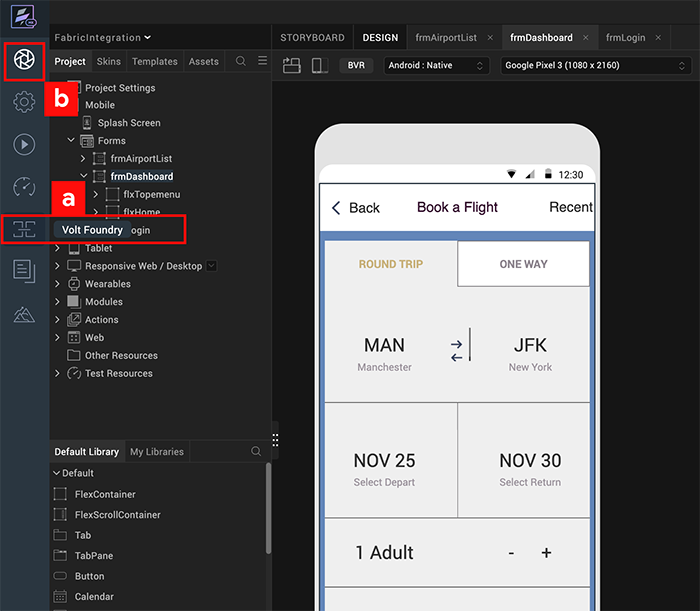 FabricIntegration
STORYBOARD
DESIGN
frmAirportList
frmDashboard
frmLogin
Project
Skins
Templates
Assets
BVR
Android : Native
Google Pixel 3 (1080 x 2160)
b
Project Settings
Mobile
Splash Screen
Forms
frmAirportList
frmDashboard
flxTopemenu
a
flxHome
Volt Foundry
ogin
Tablet
Responsive Web / Desktop
Wearables
Modules
Actions
Web
Other Resources
Test Resources
Default Library
My Libraries
Default
FlexContainer
FlexScrollContainer
Tab
TabPane
Button
Calendar
12:30
Back
Book a Flight
Recent
ROUND TRIP
ONE WAY
MAN
JFK
Manchester
New York
NOV 25
NOV 30
Select Depart
Select Return
1 Adult
-
+